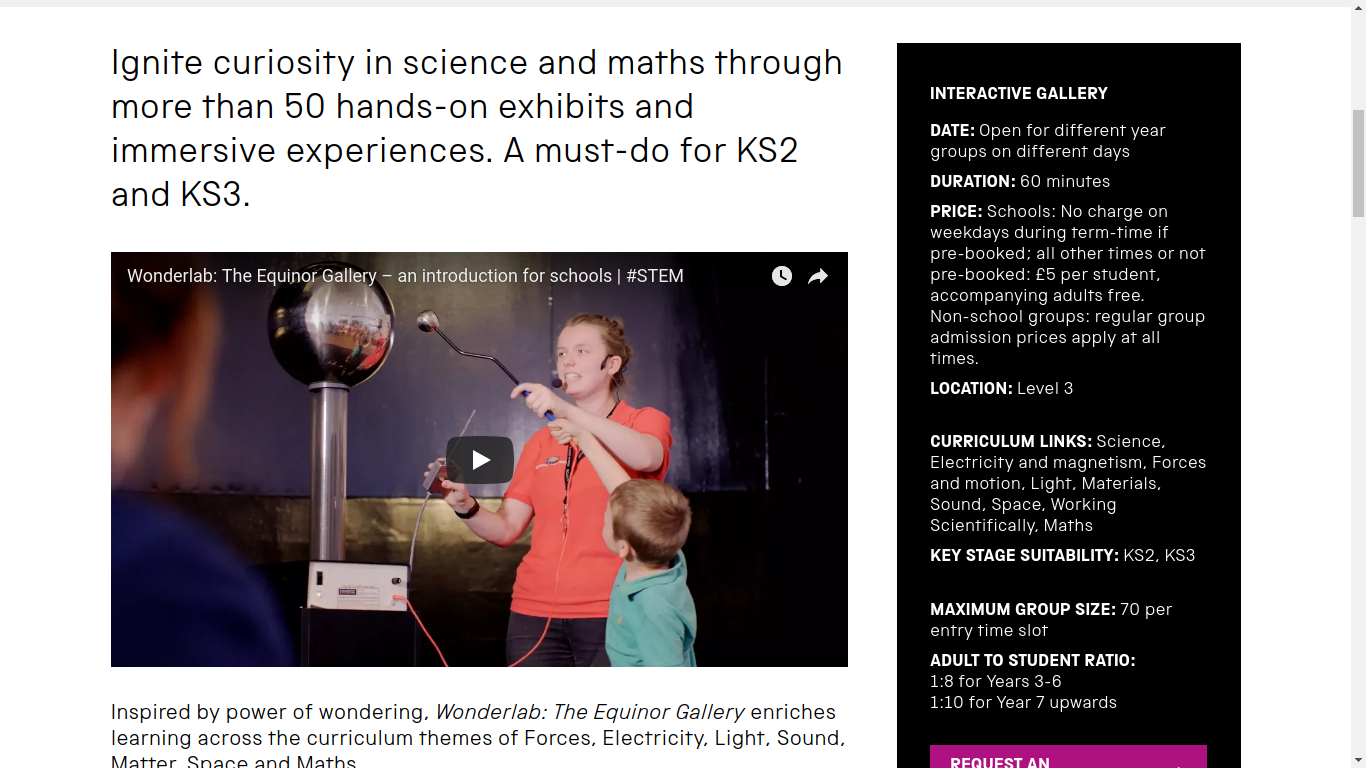 Ignite curiosity in science and maths through
more than 50 hands-on exhibits and
immersive experiences. A must-do for KS2
and KS3.
Wonderlab: The Equinor Gallery – an introduction for schools | #STEM
Inspired by power of wondering, Wonderlab: The Equinor Gallery enriches
learning across the curriculum themes of Forces, Electricity, Light, Sound,
Matter, Space and Maths.
INTERACTIVE GALLERY
DATE: Open for different year
groups on different days
DURATION: 60 minutes
PRICE: Schools: No charge on
weekdays during term-time if
pre-booked; all other times or not
pre-booked: £5 per student,
accompanying adults free.
Non-school groups: regular group
admission prices apply at all
times.
LOCATION: Level 3
CURRICULUM LINKS: Science,
Electricity and magnetism, Forces
and motion, Light, Materials,
Sound, Space, Working
Scientifically, Maths
KEY STAGE SUITABILITY: KS2, KS3
MAXIMUM GROUP SIZE: 70 per
entry time slot
ADULT TO STUDENT RATIO:
1:8 for Years 3-6
1:10 for Year 7 upwards
REQUEST AN